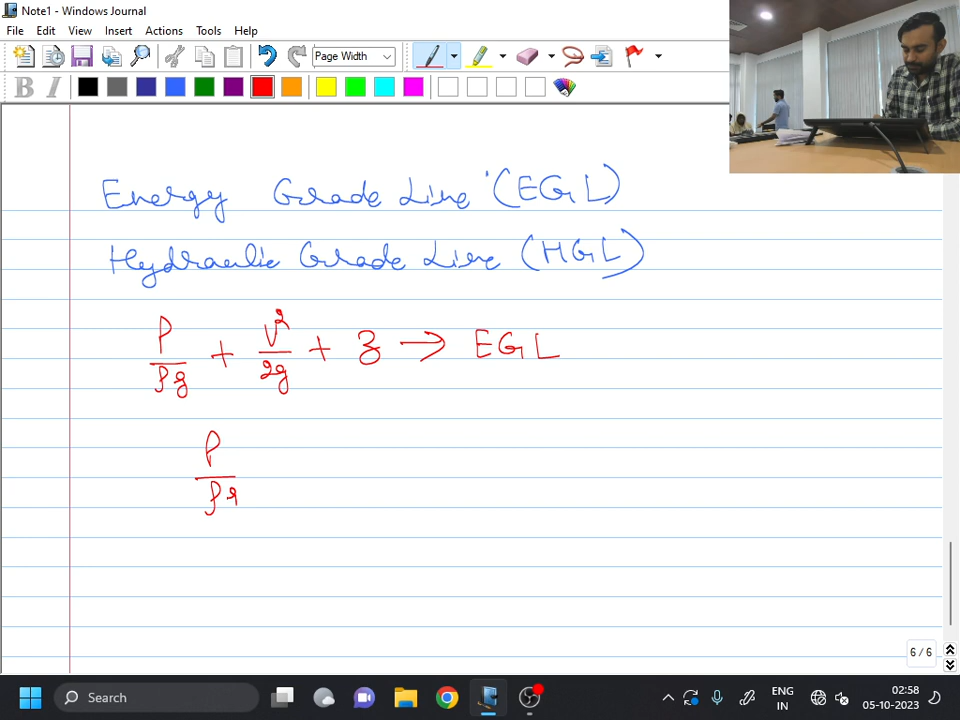 Note1 - Windows Journal
File Edit View Insert Actions Tools Help
Page Width
B I
Energy Grade Line (EGL)
Hydraulic Grade Line (HGL)
P/ρg + V²/2g + z → EGL
P/ρg
6 / 6
Search
ENG
IN
02:58
05-10-2023